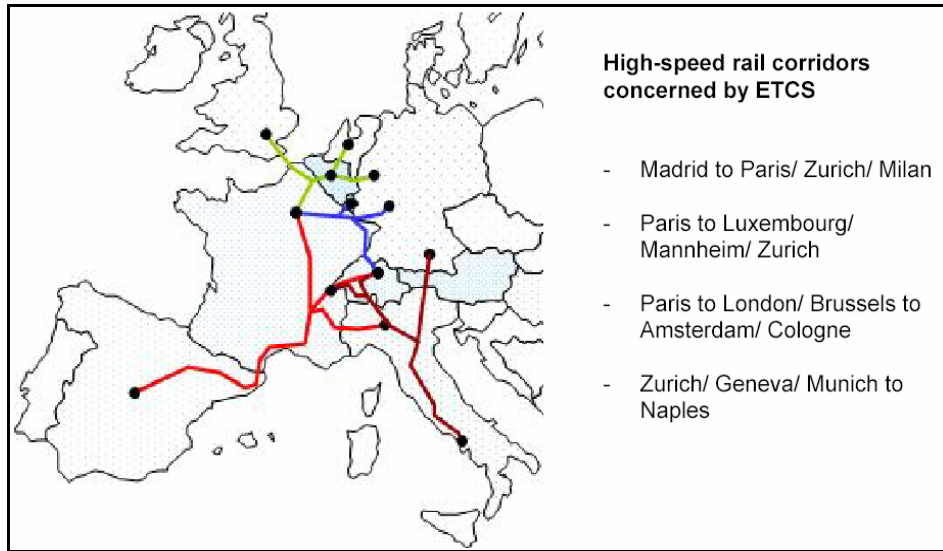 High-speed rail corridors
concerned by ETCS
- Madrid to Paris/ Zurich/ Milan
- Paris to Luxembourg/
Mannheim/ Zurich
- Paris to London/ Brussels to
Amsterdam/ Cologne
- Zurich/ Geneva/ Munich to
Naples